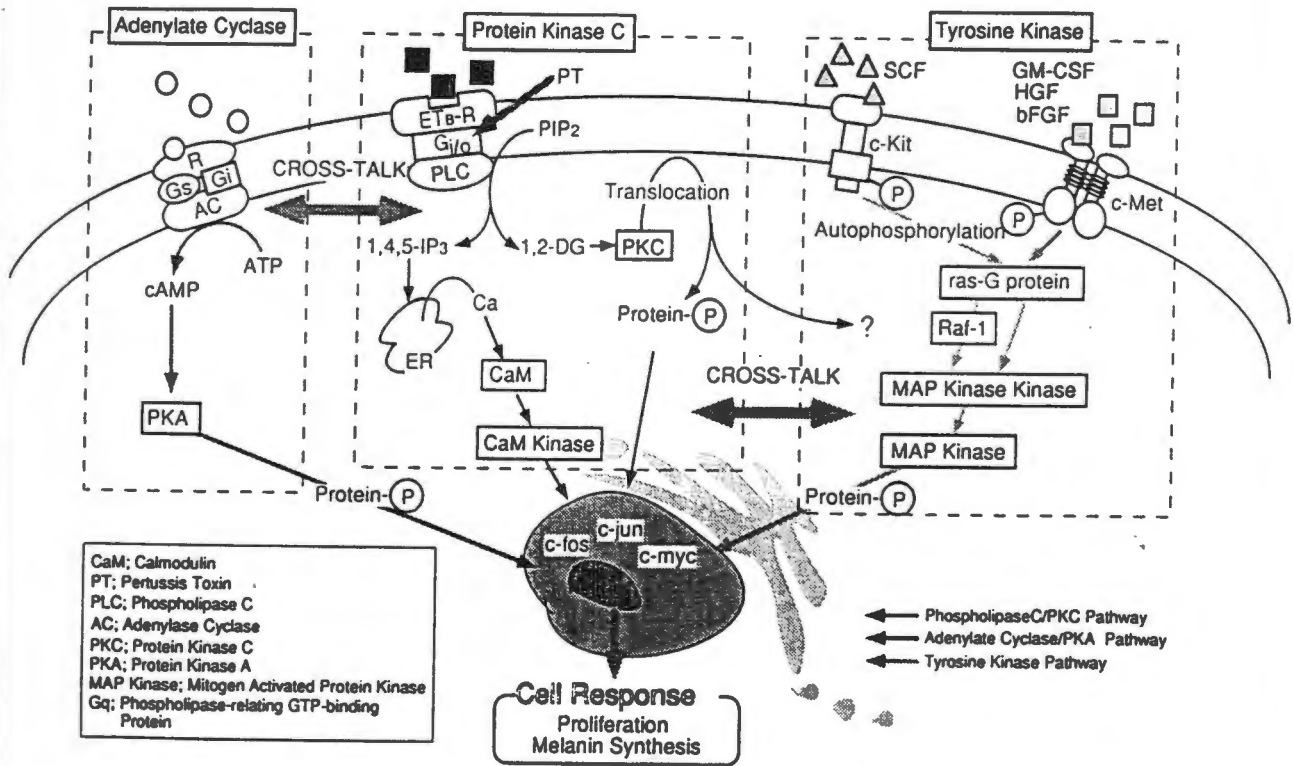 Adenylate Cyclase
Protein Kinase C
Tyrosine Kinase
PT
SCF
GM-CSF
HGF
bFGF
ETB-R
Gi/o
PLC
PIP2
R
Gs
Gi
AC
CROSS-TALK
c-Kit
P
c-Met
P
Translocation
Autophosphorylation
ATP
cAMP
1,4,5-IP3
1,2-DG
PKC
ras-G protein
Ca
Protein-P
?
Raf-1
ER
CaM
CROSS-TALK
MAP Kinase Kinase
PKA
CaM Kinase
MAP Kinase
Protein-P
Protein-P
c-jun
c-fos
c-myc
CaM; Calmodulin
PT; Pertussis Toxin
PLC; Phospholipase C
AC; Adenylase Cyclase
PKC; Protein Kinase C
PKA; Protein Kinase A
MAP Kinase; Mitogen Activated Protein Kinase
Gq; Phospholipase-relating GTP-binding
Protein
PhospholipaseC/PKC Pathway
Adenylate Cyclase/PKA Pathway
Tyrosine Kinase Pathway
Cell Response
Proliferation
Melanin Synthesis